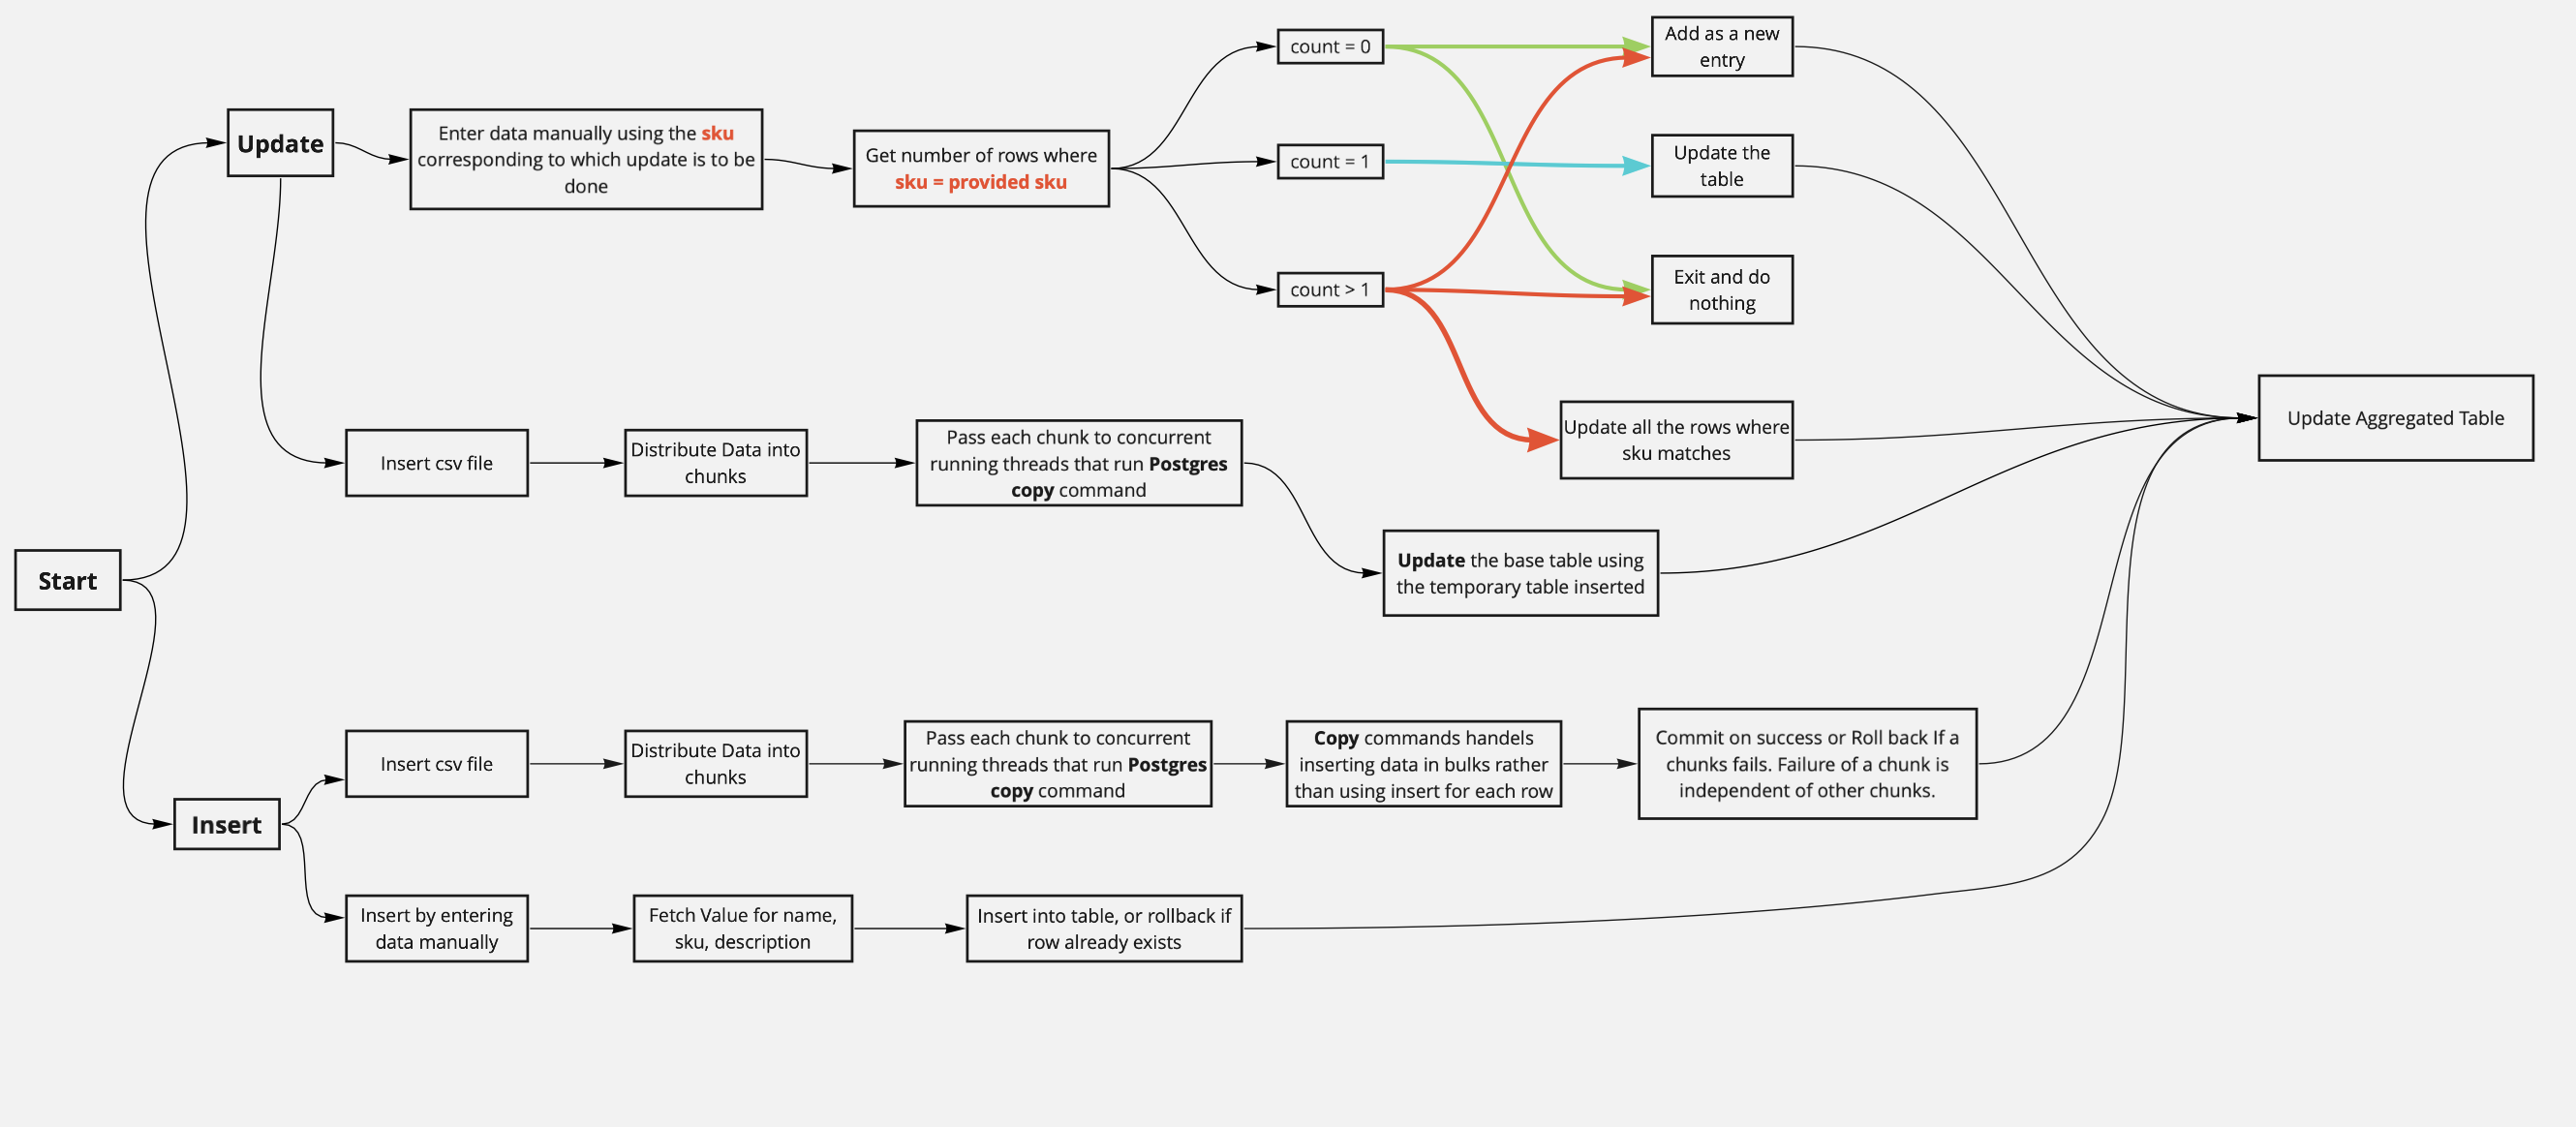 count = 0
Add as a new
entry
Update
Enter data manually using the sku
corresponding to which update is to be
done
Get number of rows where
sku = provided sku
count = 1
Update the
table
count > 1
Exit and do
nothing
Update all the rows where
sku matches
Update Aggregated Table
Insert csv file
Distribute Data into
chunks
Pass each chunk to concurrent
running threads that run Postgres
copy command
Update the base table using
the temporary table inserted
Start
Insert csv file
Distribute Data into
chunks
Pass each chunk to concurrent
running threads that run Postgres
copy command
Copy commands handels
inserting data in bulks rather
than using insert for each row
Commit on success or Roll back If a
chunks fails. Failure of a chunk is
independent of other chunks.
Insert
Insert by entering
data manually
Fetch Value for name,
sku, description
Insert into table, or rollback if
row already exists